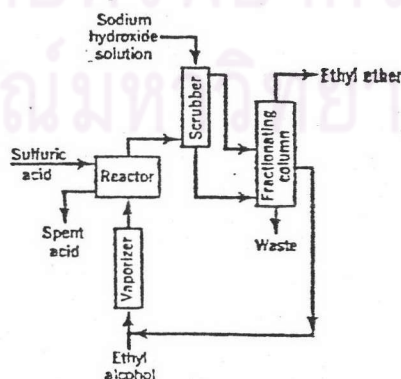 Sodium
hydroxide
solution
Ethyl ether
Scrubber
Fractionating
column
Sulfuric
acid
Reactor
Spent
acid
Vaporizer
Waste
Ethyl
alcohol